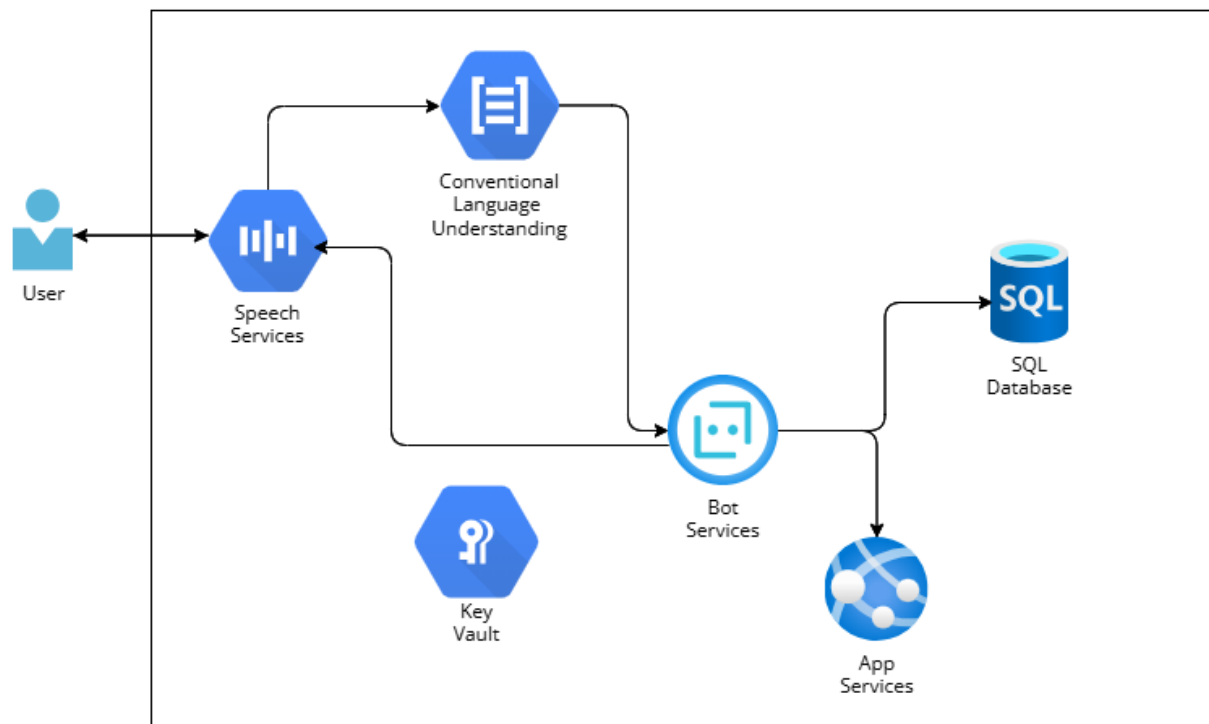 Conventional
Language
Understanding
User
Speech
Services
SQL
SQL
Database
Bot
Services
Key
Vault
App
Services